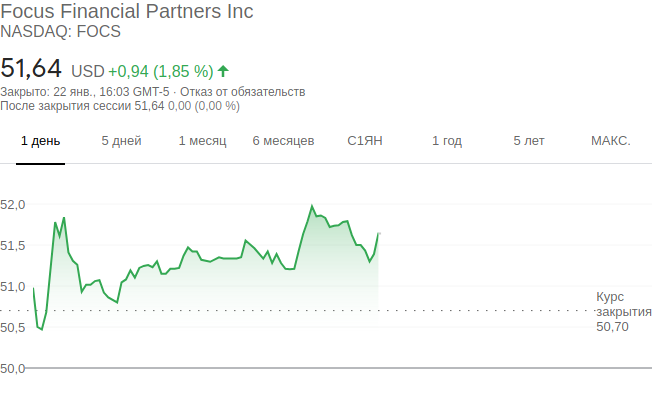 Focus Financial Partners Inc
NASDAQ: FOCS
51,64 USD +0,94 (1,85 %)
Закрыто: 22 янв., 16:03 GMT-5 · Отказ от обязательств
После закрытия сессии 51,64 0,00 (0,00 %)
1 день 5 дней 1 месяц 6 месяцев С1ЯН 1 год 5 лет МАКС.
52,0
51,5
51,0
Курс
закрытия
50,70
50,5
50,0